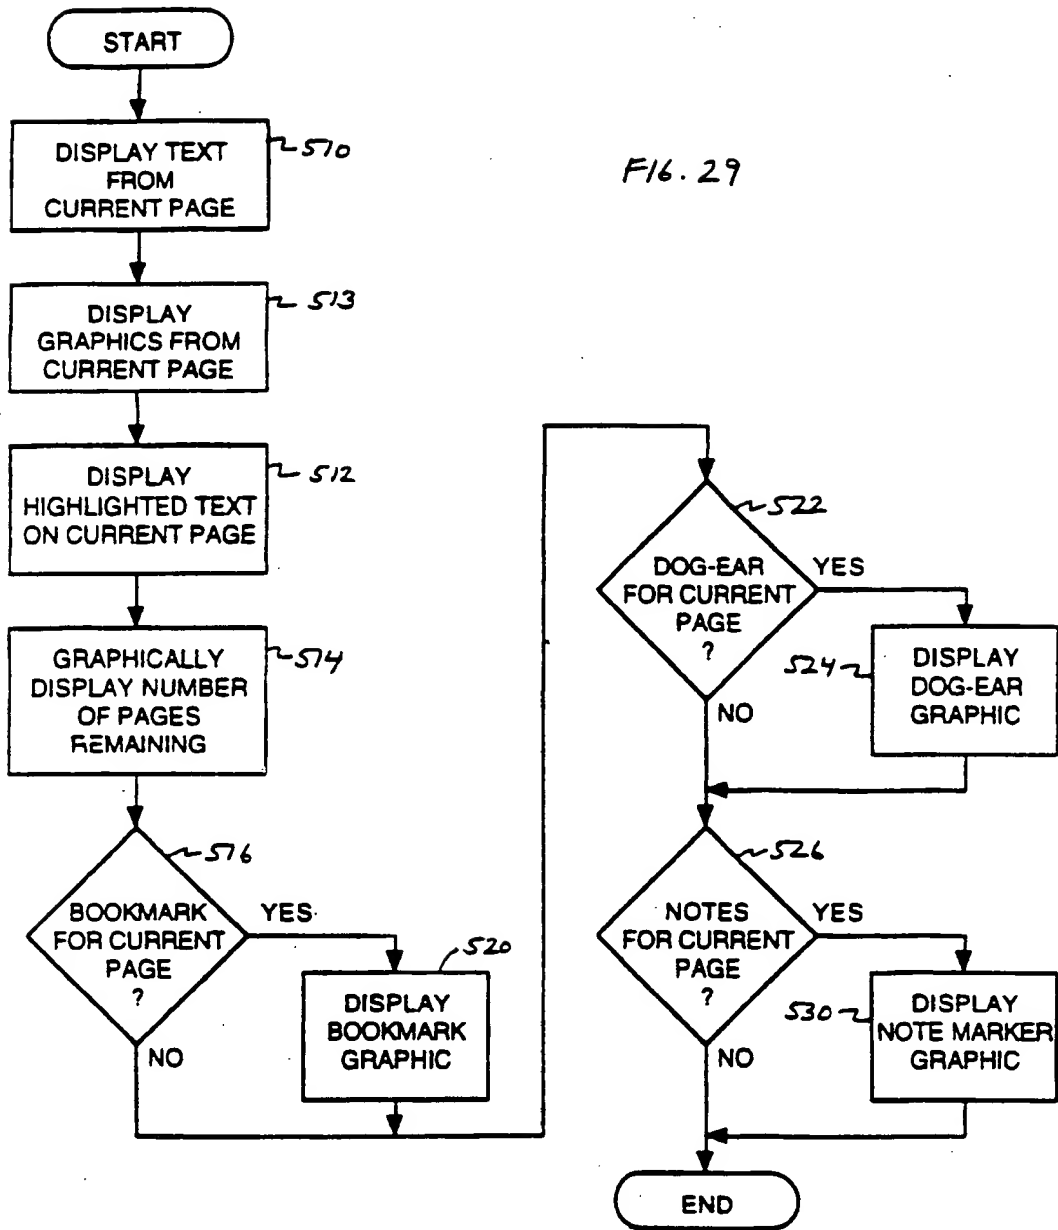 START
DISPLAY TEXT
FROM
CURRENT PAGE
510
DISPLAY
GRAPHICS FROM
CURRENT PAGE
513
DISPLAY
HIGHLIGHTED TEXT
ON CURRENT PAGE
512
GRAPHICALLY
DISPLAY NUMBER
OF PAGES
REMAINING
514
516
BOOKMARK
FOR CURRENT
PAGE
?
YES
NO
520
DISPLAY
BOOKMARK
GRAPHIC
FIG. 29
522
DOG-EAR
FOR CURRENT
PAGE
?
YES
NO
524
DISPLAY
DOG-EAR
GRAPHIC
526
NOTES
FOR CURRENT
PAGE
?
YES
NO
530
DISPLAY
NOTE MARKER
GRAPHIC
END